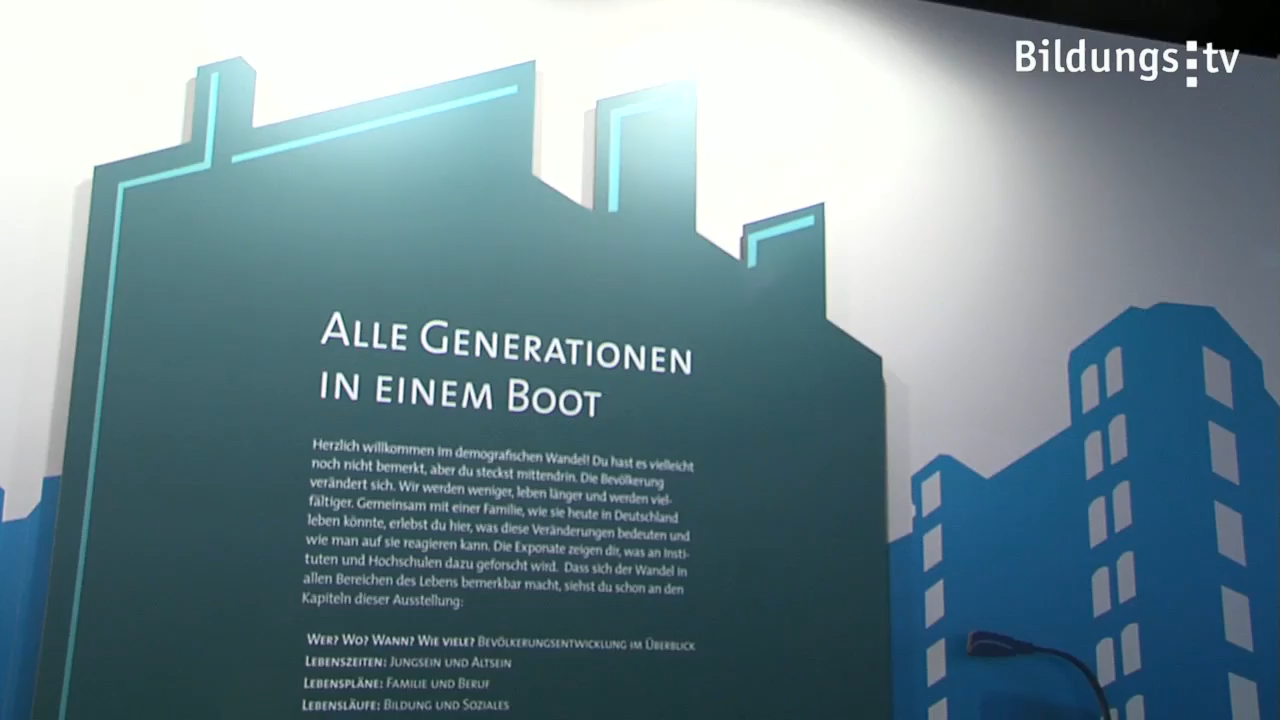 Bildungs:tv
ALLE GENERATIONEN
IN EINEM BOOT
Herzlich willkommen im demografischen Wandel! Du hast es vielleicht
noch nicht bemerkt, aber du steckst mittendrin. Die Bevölkerung
verändert sich. Wir werden weniger, leben länger und werden viel-
fältiger. Gemeinsam mit einer Familie, wie sie heute in Deutschland
leben könnte, erlebst du hier, was diese Veränderungen bedeuten und
wie man auf sie reagieren kann. Die Exponate zeigen dir, was an Insti-
tuten und Hochschulen dazu geforscht wird. Dass sich der Wandel in
allen Bereichen des Lebens bemerkbar macht, siehst du schon an den
Kapiteln dieser Ausstellung:
WER? WO? WANN? WIE VIELE? BEVÖLKERUNGSENTWICKLUNG IM ÜBERBLICK
LEBENSZEITEN: JUNGSEIN UND ALTSEIN
LEBENSPLÄNE: FAMILIE UND BERUF
LEBENSLÄUFE: BILDUNG UND SOZIALES